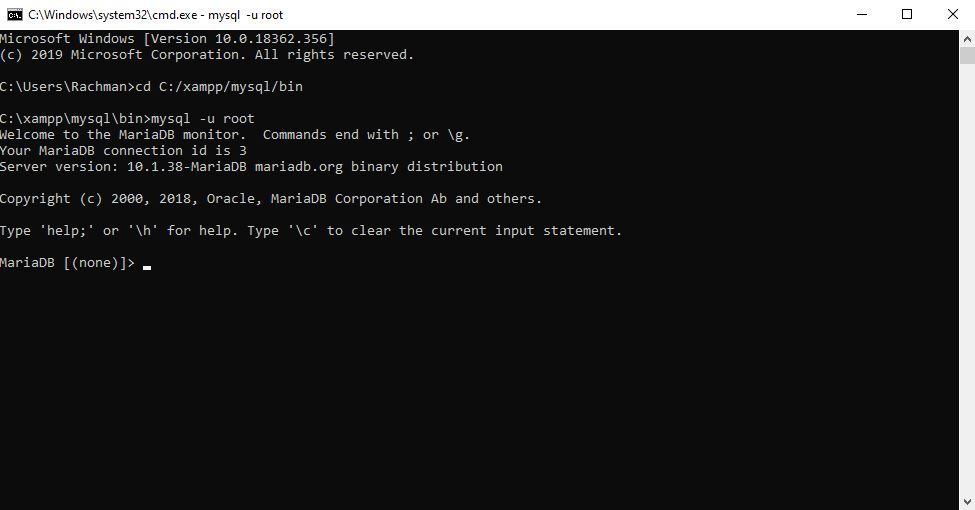 C:\Windows\system32\cmd.exe - mysql  -u root
Microsoft Windows [Version 10.0.18362.356]
(c) 2019 Microsoft Corporation. All rights reserved.
C:\Users\Rachman>cd C:/xampp/mysql/bin
C:\xampp\mysql\bin>mysql -u root
Welcome to the MariaDB monitor.  Commands end with ; or \g.
Your MariaDB connection id is 3
Server version: 10.1.38-MariaDB mariadb.org binary distribution
Copyright (c) 2000, 2018, Oracle, MariaDB Corporation Ab and others.
Type 'help;' or '\h' for help. Type '\c' to clear the current input statement.
MariaDB [(none)]>